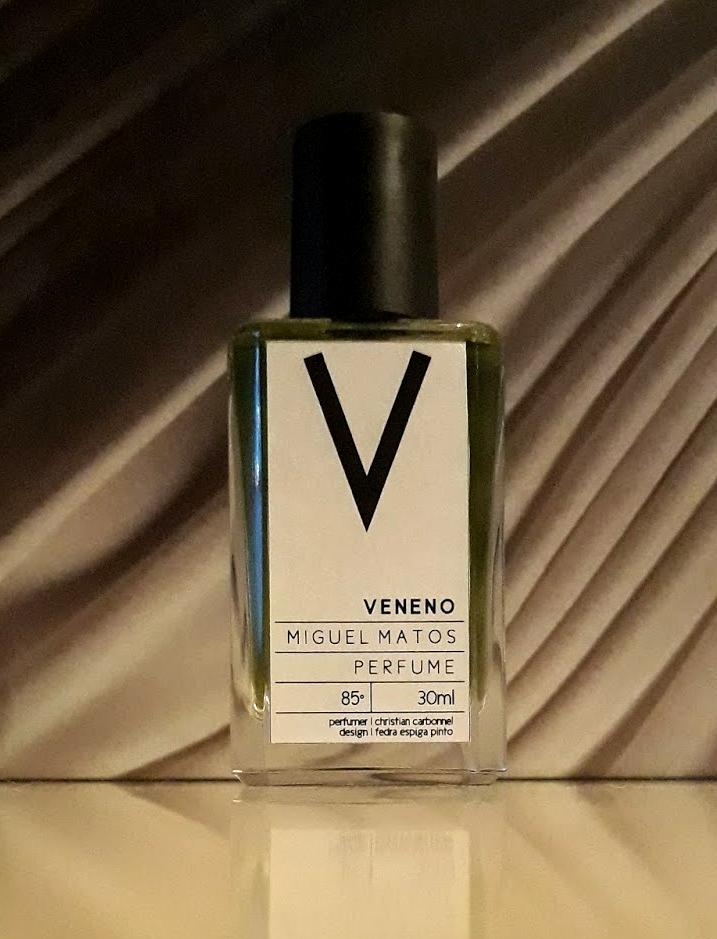 V
VENENO
MIGUEL MATOS
PERFUME
85° 30ml
perfumer | christian carbonnel
design | fedra espiga pinto